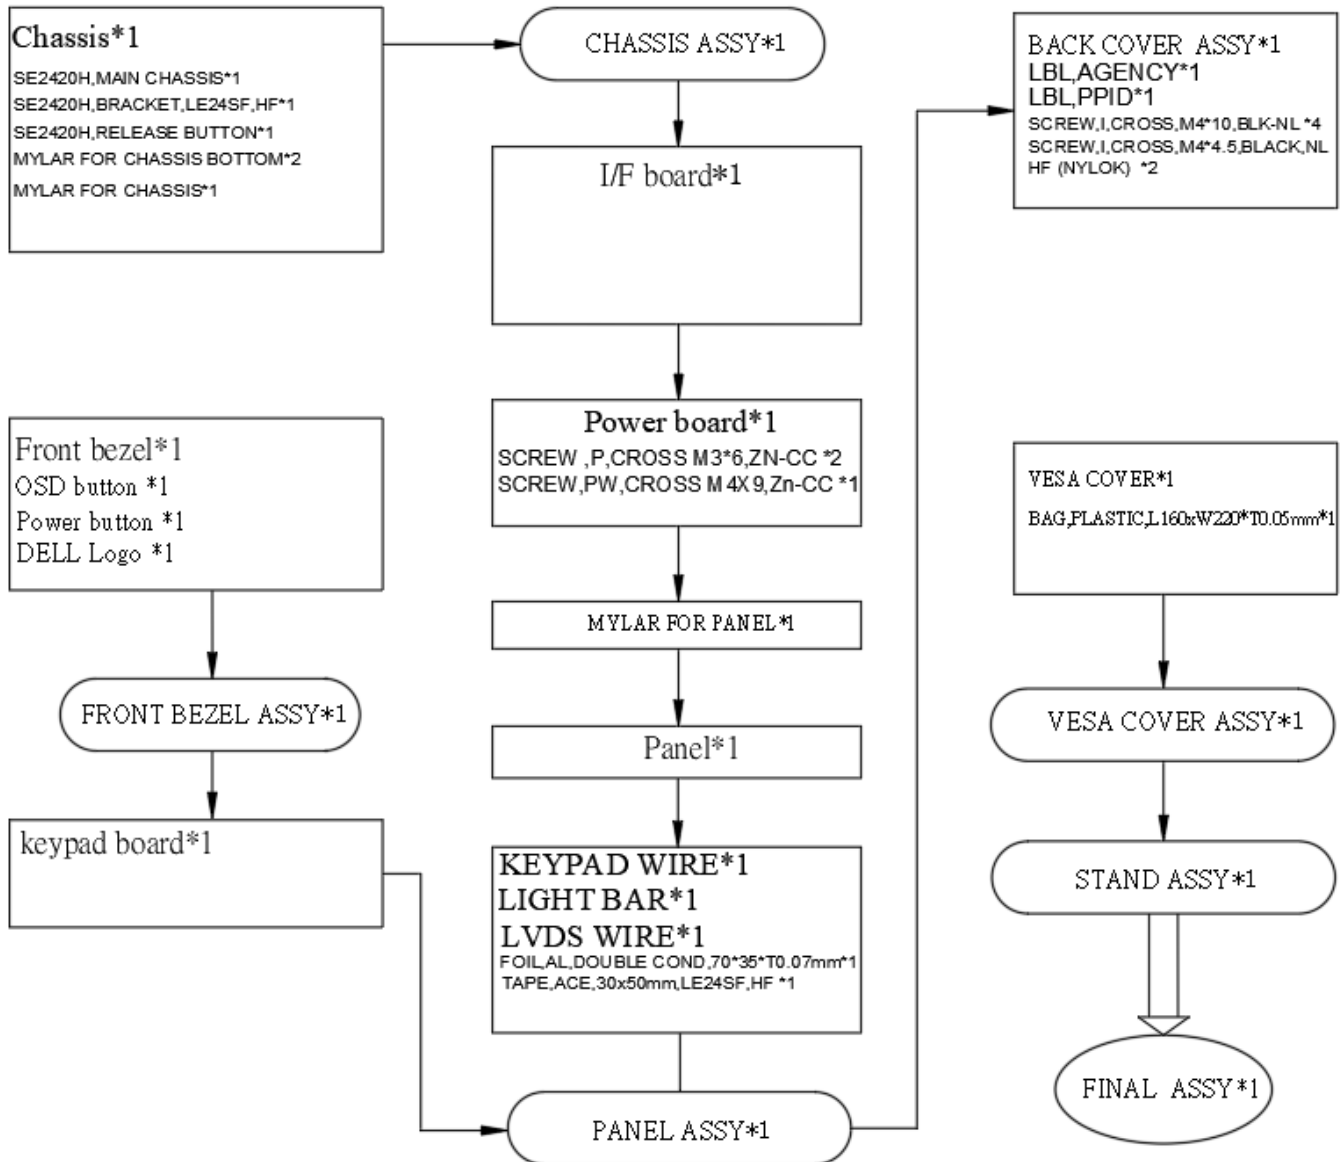 Chassis*1
SE2420H,MAIN CHASSIS*1
SE2420H,BRACKET,LE24SF,HF*1
SE2420H,RELEASE BUTTON*1
MYLAR FOR CHASSIS BOTTOM*2
MYLAR FOR CHASSIS*1
Front bezel*1
OSD button *1
Power button *1
DELL Logo *1
FRONT BEZEL ASSY*1
keypad board*1
CHASSIS ASSY*1
I/F board*1
Power board*1
SCREW ,P,CROSS M3*6,ZN-CC *2
SCREW,PW,CROSS M4X9,Zn-CC *1
MYLAR FOR PANEL*1
Panel*1
KEYPAD WIRE*1
LIGHT BAR*1
LVDS WIRE*1
FOIL,AL,DOUBLE COND,70*35*T0.07mm*1
TAPE,ACE,30x50mm,LE24SF,HF *1
PANEL ASSY*1
BACK COVER ASSY*1
LBL,AGENCY*1
LBL,PPID*1
SCREW,I,CROSS,M4*10,BLK-NL *4
SCREW,I,CROSS,M4*4.5,BLACK,NL
HF (NYLOK) *2
VESA COVER*1
BAG,PLASTIC,L160xW220*T0.05mm*1
VESA COVER ASSY*1
STAND ASSY*1
FINAL ASSY*1